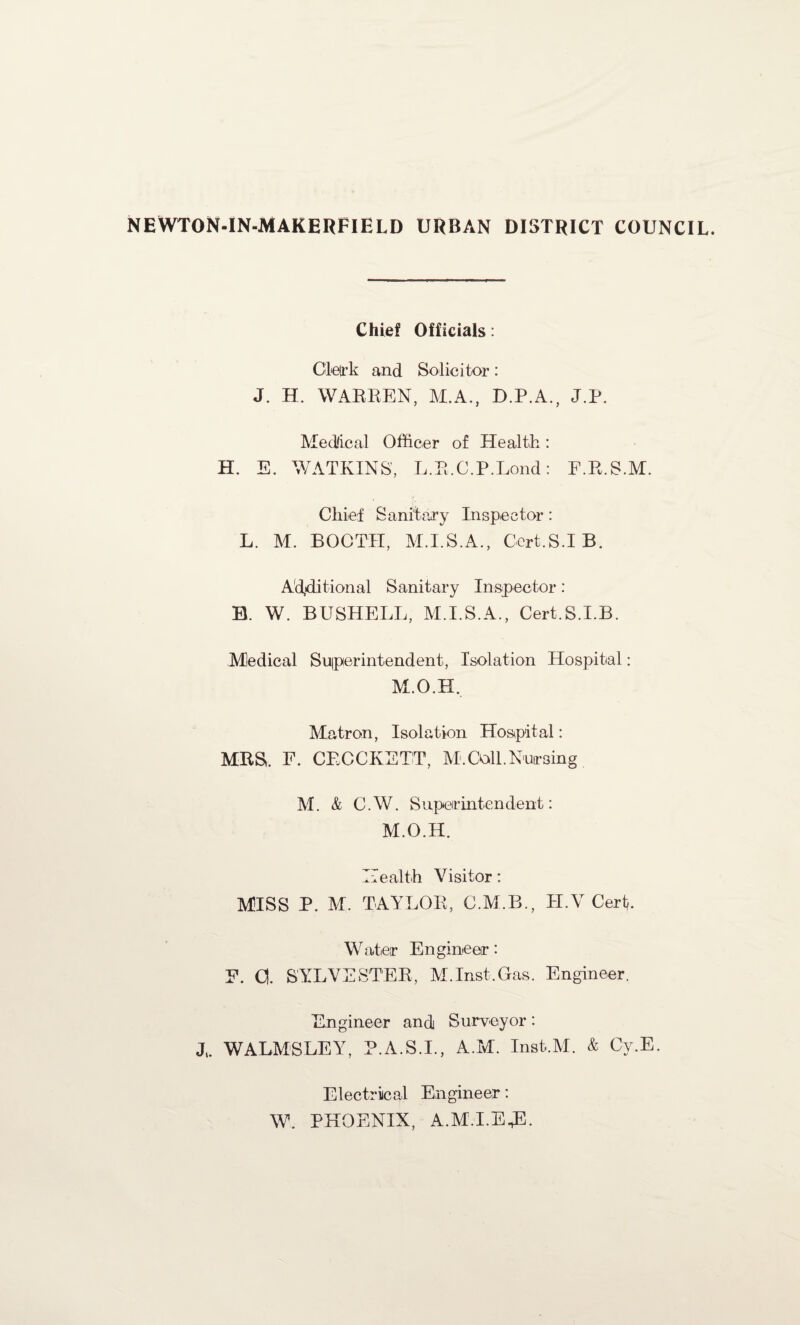 NEWTON-IN-MAKERFIELD URBAN DISTRICT COUNCIL.
Chief Officials:
Clerk and Solicitor:
J. H. WARREN, M.A., D.P.A., J.P.
Medical Officer of Health:
H. E. WATKINS, L.R.C.P.Lond: F.R.S.M.
Chief Sanitary Inspector:
L. M. BOOTH, M.I.S.A., Cert.S.I B.
Additional Sanitary Inspector:
B. W. BUSHELL, M.I.S.A., Cert.S.I.B.
Medical Superintendent, Isolation Hospital:
M.O.H.
Matron, Isolation Hospital:
MRS. F. CROCKETT, M.Coll.Nursing
M. & C.W. Superintendent:
M.O.H.
Health Visitor:
MISS P. M. TAYLOR, C.M.B., H.V Cert.
Water Engineer:
F. C. SYLVESTER, M.Inst.Gas. Engineer.
Engineer and Surveyor:
J. WALMSLEY, P.A.S.I., A.M. Inst.M. & Cy.E.
Electrical Engineer:
W. PHOENIX, A.M.I.E.E.